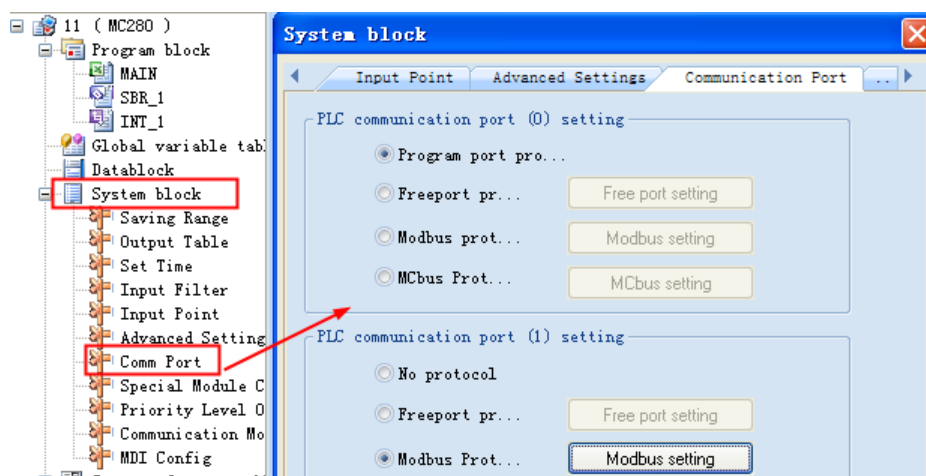 11 ( MC280 )
Program block
MAIN
SBR_1
INT_1
Global variable tab
Datablock
System block
Saving Range
Output Table
Set Time
Input Filter
Input Point
Advanced Setting
Comm Port
Special Module C
Priority Level O
Communication Mo
MDI Config
System block
Input Point
Advanced Settings
Communication Port
..
PLC communication port (0) setting
Program port pro...
Freeport pr...
Free port setting
Modbus prot...
Modbus setting
MCbus Prot...
MCbus setting
PLC communication port (1) setting
No protocol
Freeport pr...
Free port setting
Modbus Prot...
Modbus setting